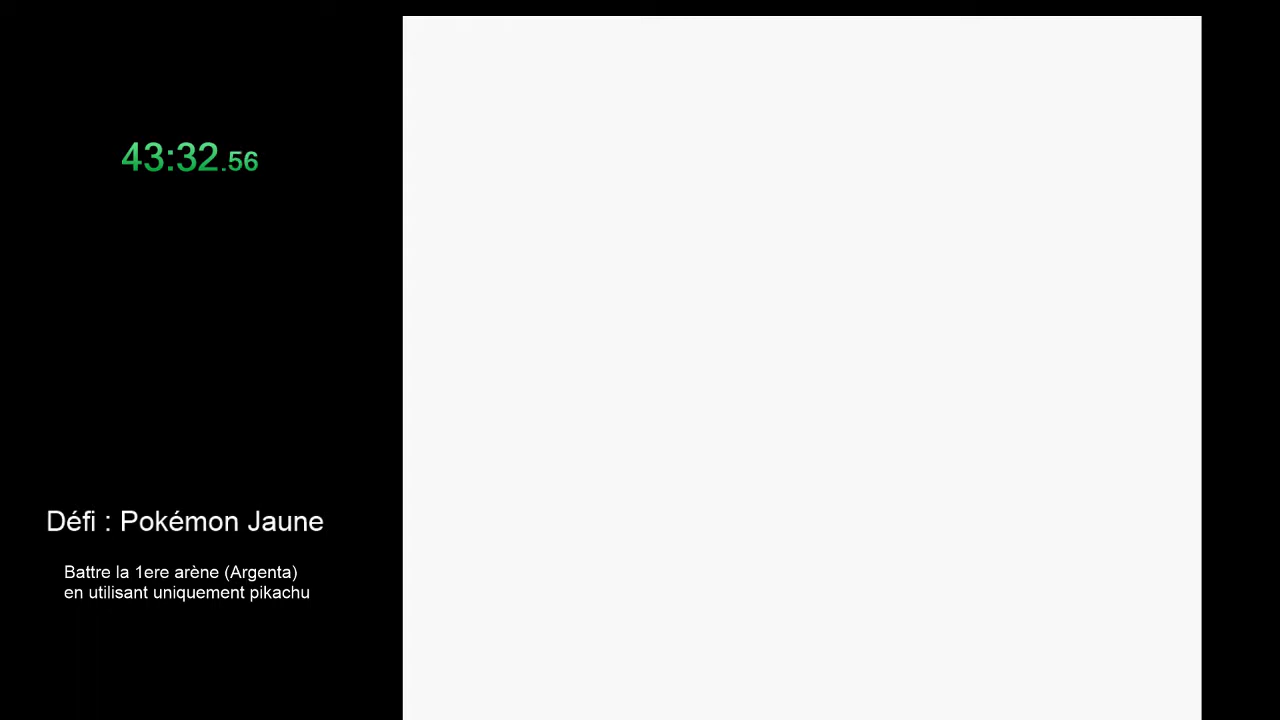 43:32.56
Défi : Pokémon Jaune
Battre la 1ere arène (Argenta)
en utilisant uniquement pikachu